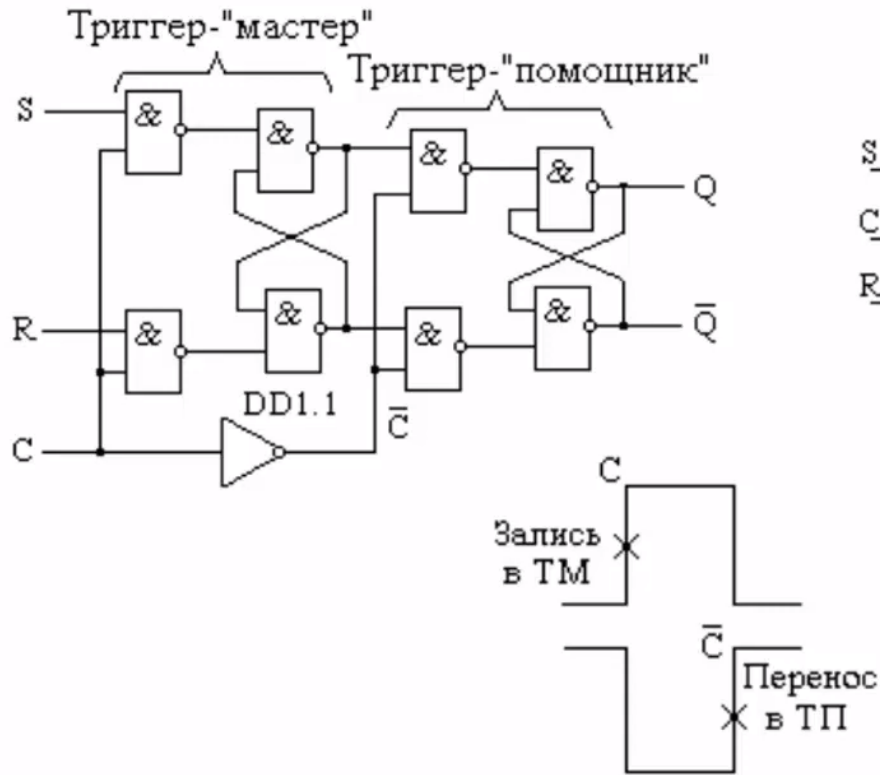 Триггер-"мастер"
Триггер-"помощник"
S
&
&
&
&
Q
R
&
&
&
&
Q̅
DD1.1
C
C̅
S
C
R
C
Запись
в ТМ
C̅
Перенос
в ТП